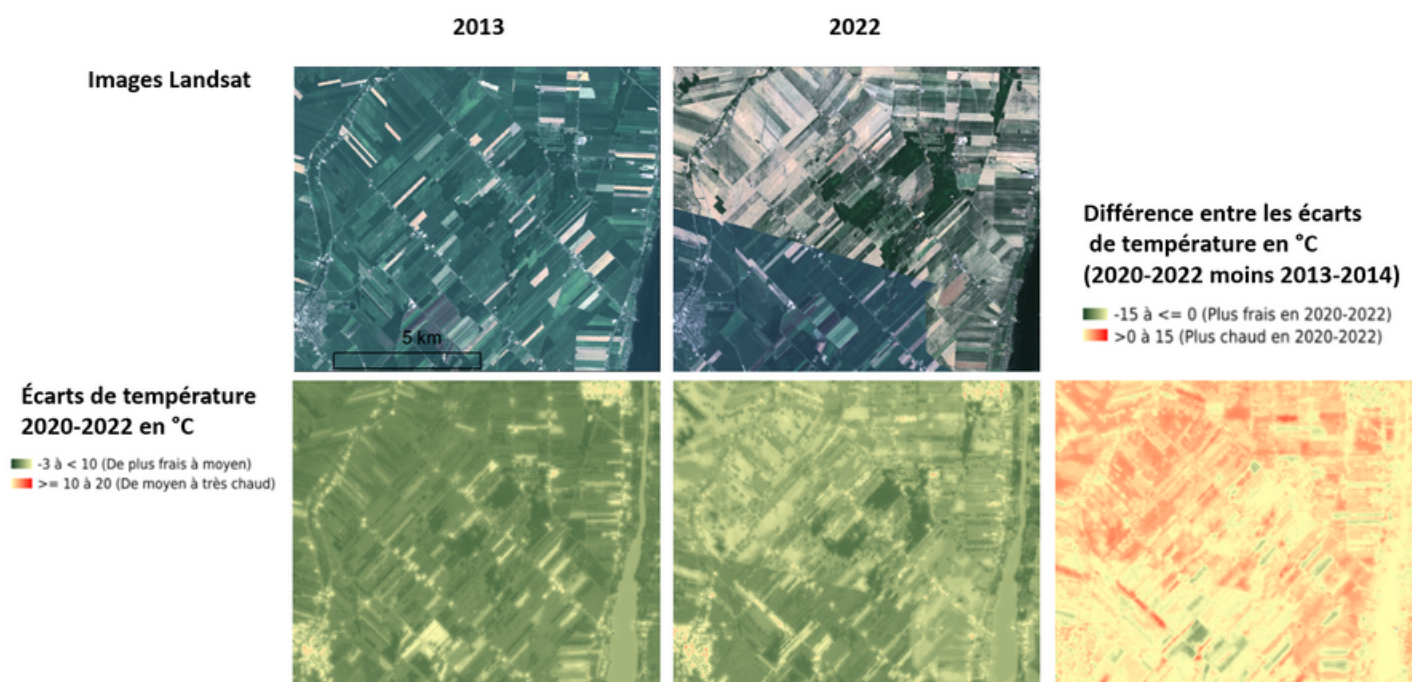 2013
2022
Images Landsat
5 km
Différence entre les écarts
de température en °C
(2020-2022 moins 2013-2014)
-15 à <= 0 (Plus frais en 2020-2022)
>0 à 15 (Plus chaud en 2020-2022)
Écarts de température
2020-2022 en °C
-3 à < 10 (De plus frais à moyen)
>= 10 à 20 (De moyen à très chaud)